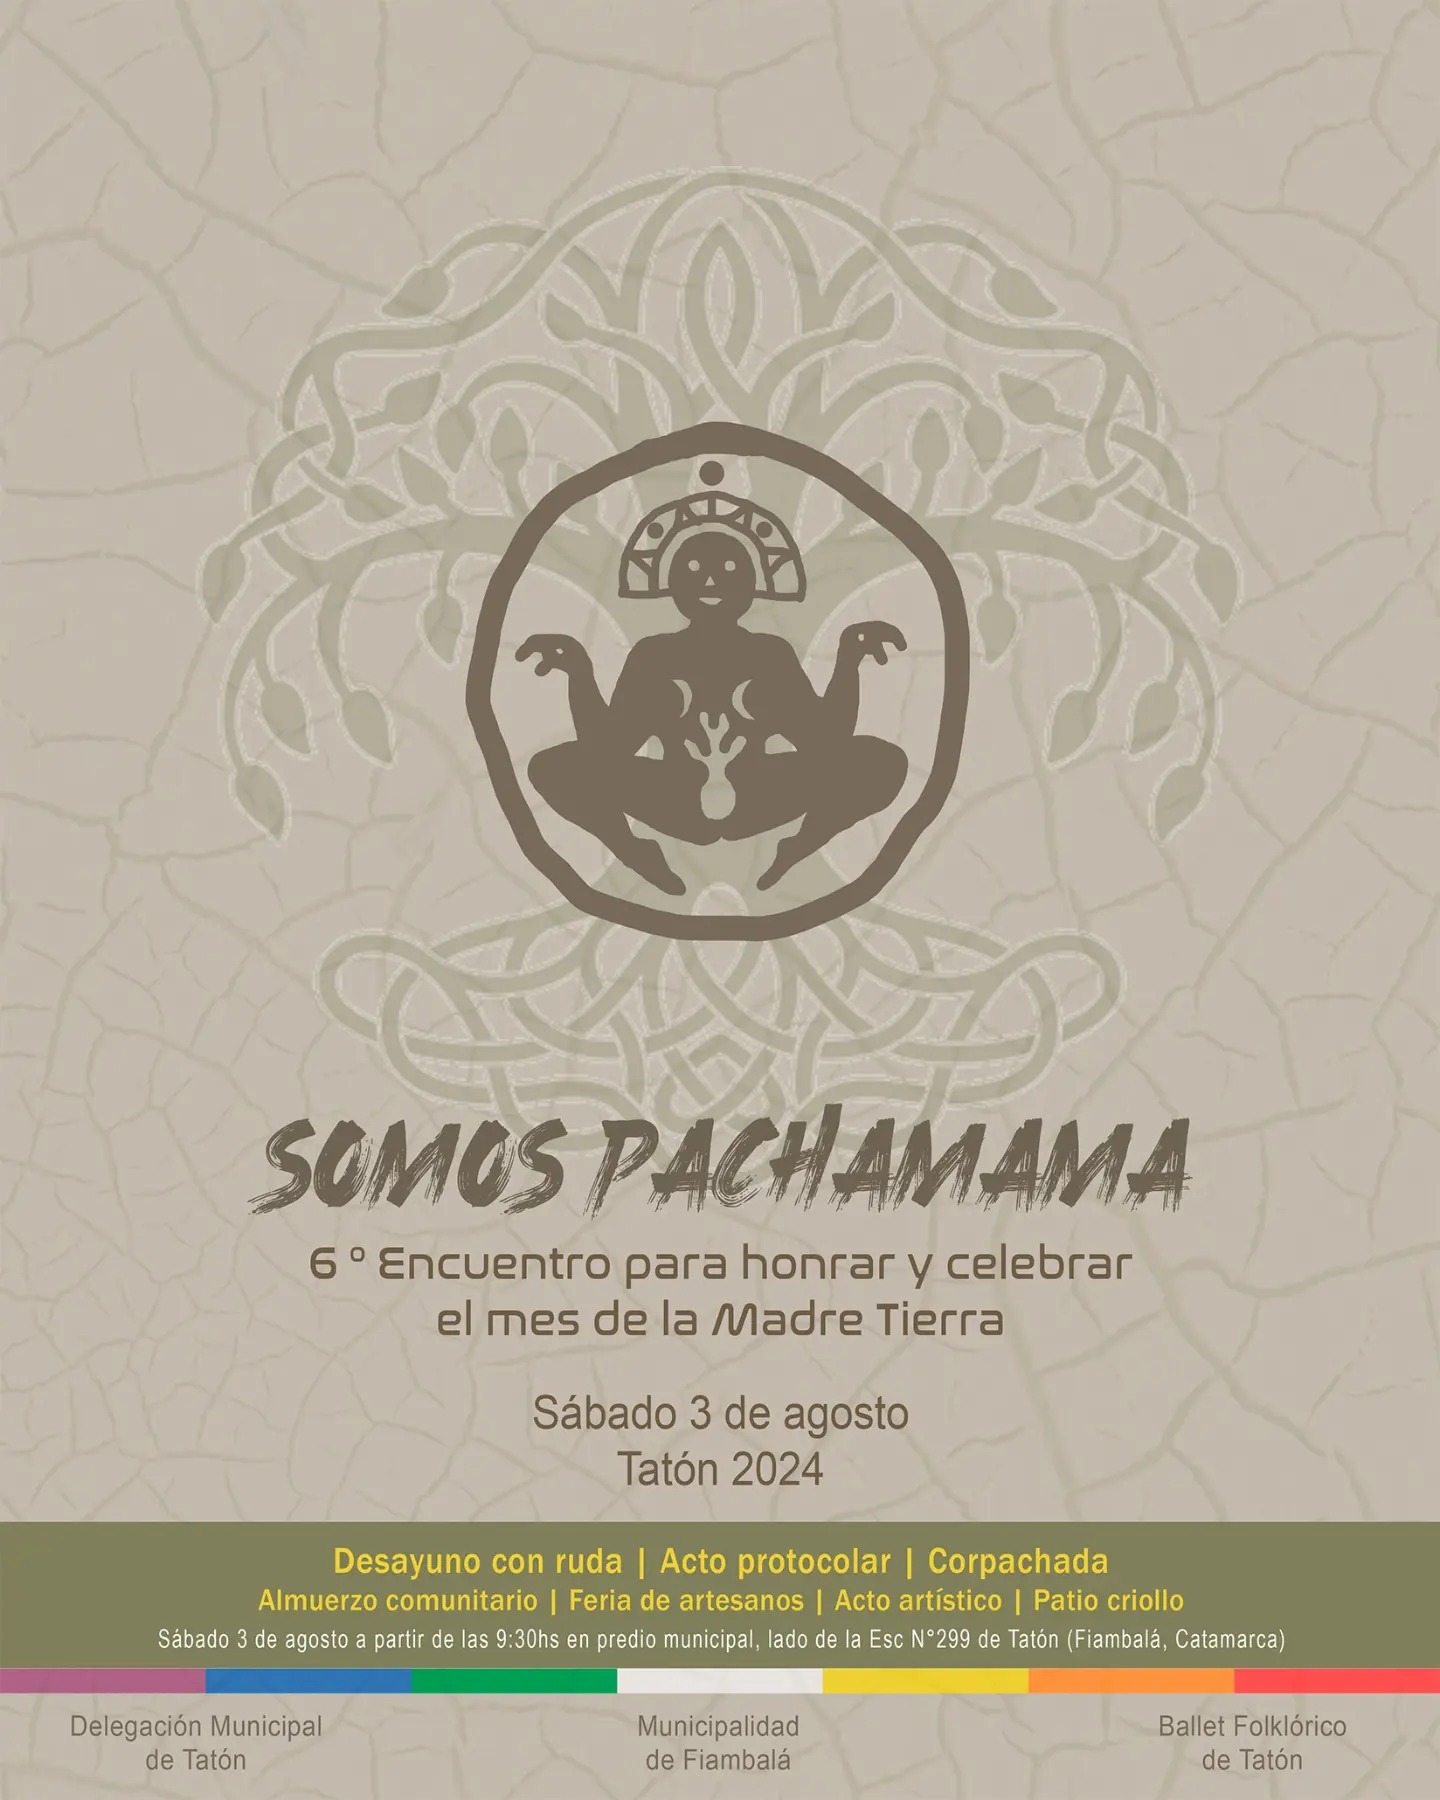 SOMOS PACHAMAMA
6º Encuentro para honrar y celebrar
el mes de la Madre Tierra
Sábado 3 de agosto
Tatón 2024
Desayuno con ruda | Acto protocolar | Corpachada
Almuerzo comunitario | Feria de artesanos | Acto artístico | Patio criollo
Sábado 3 de agosto a partir de las 9:30hs en predio municipal, lado de la Esc N°299 de Tatón (Fiambalá, Catamarca)
Delegación Municipal
de Tatón
Municipalidad
de Fiambalá
Ballet Folklórico
de Tatón